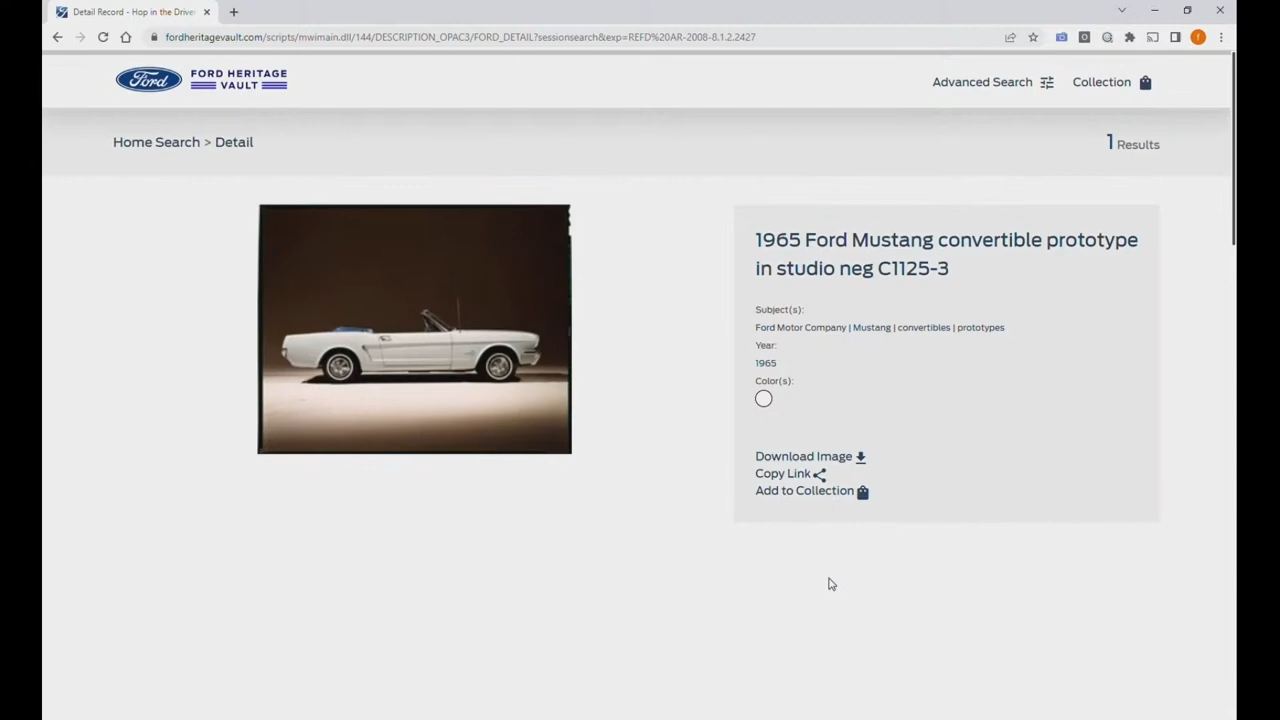 Detail Record - Hop in the Drive
fordheritagevault.com/scripts/mwimain.dll/144/DESCRIPTION_OPAC3/FORD_DETAIL?sessionsearch&exp=REFD%20AR-2008-8.1.2.2427
f
Ford
FORD HERITAGE
VAULT
Advanced Search
Collection
Home Search > Detail
1 Results
1965 Ford Mustang convertible prototype
in studio neg C1125-3
Subject(s):
Ford Motor Company | Mustang | convertibles | prototypes
Year:
1965
Color(s):
Download Image
Copy Link
Add to Collection